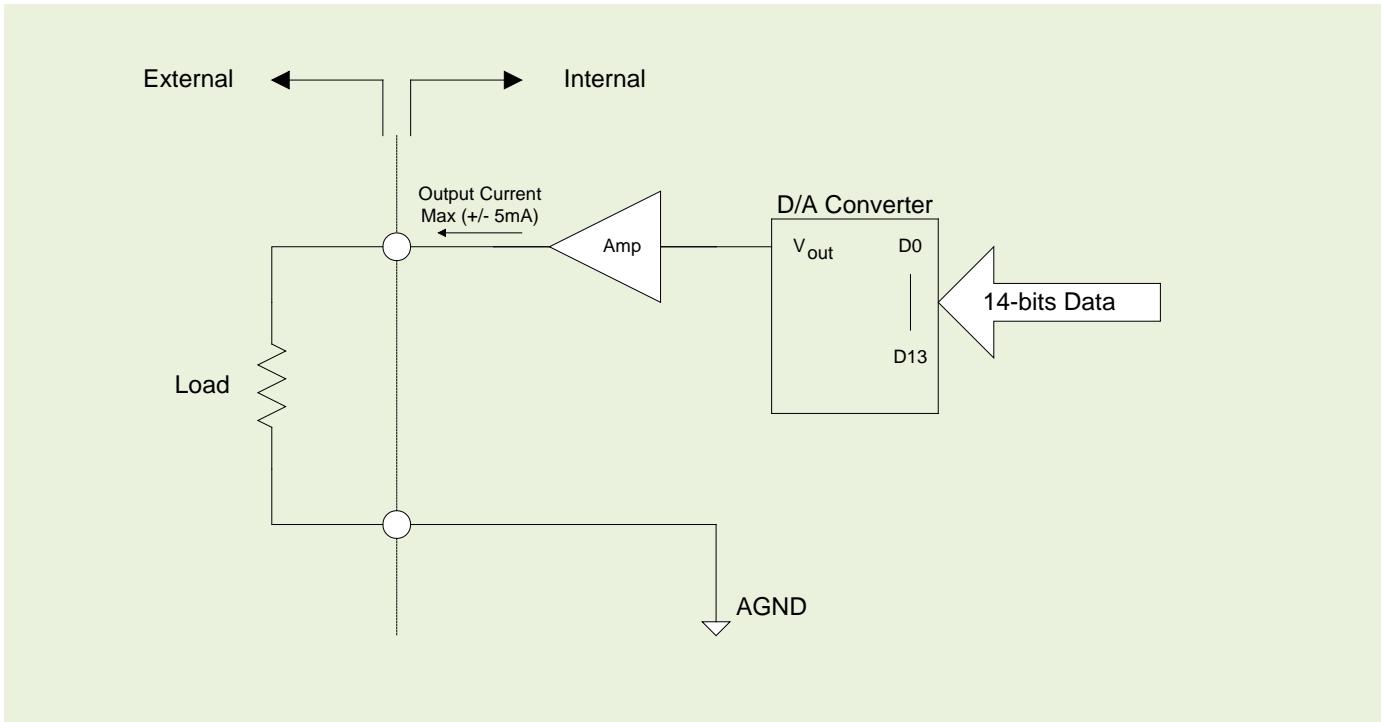 External
Internal
Output Current
Max (+/- 5mA)
D/A Converter
Amp
Vout
D0
14-bits Data
D13
Load
AGND